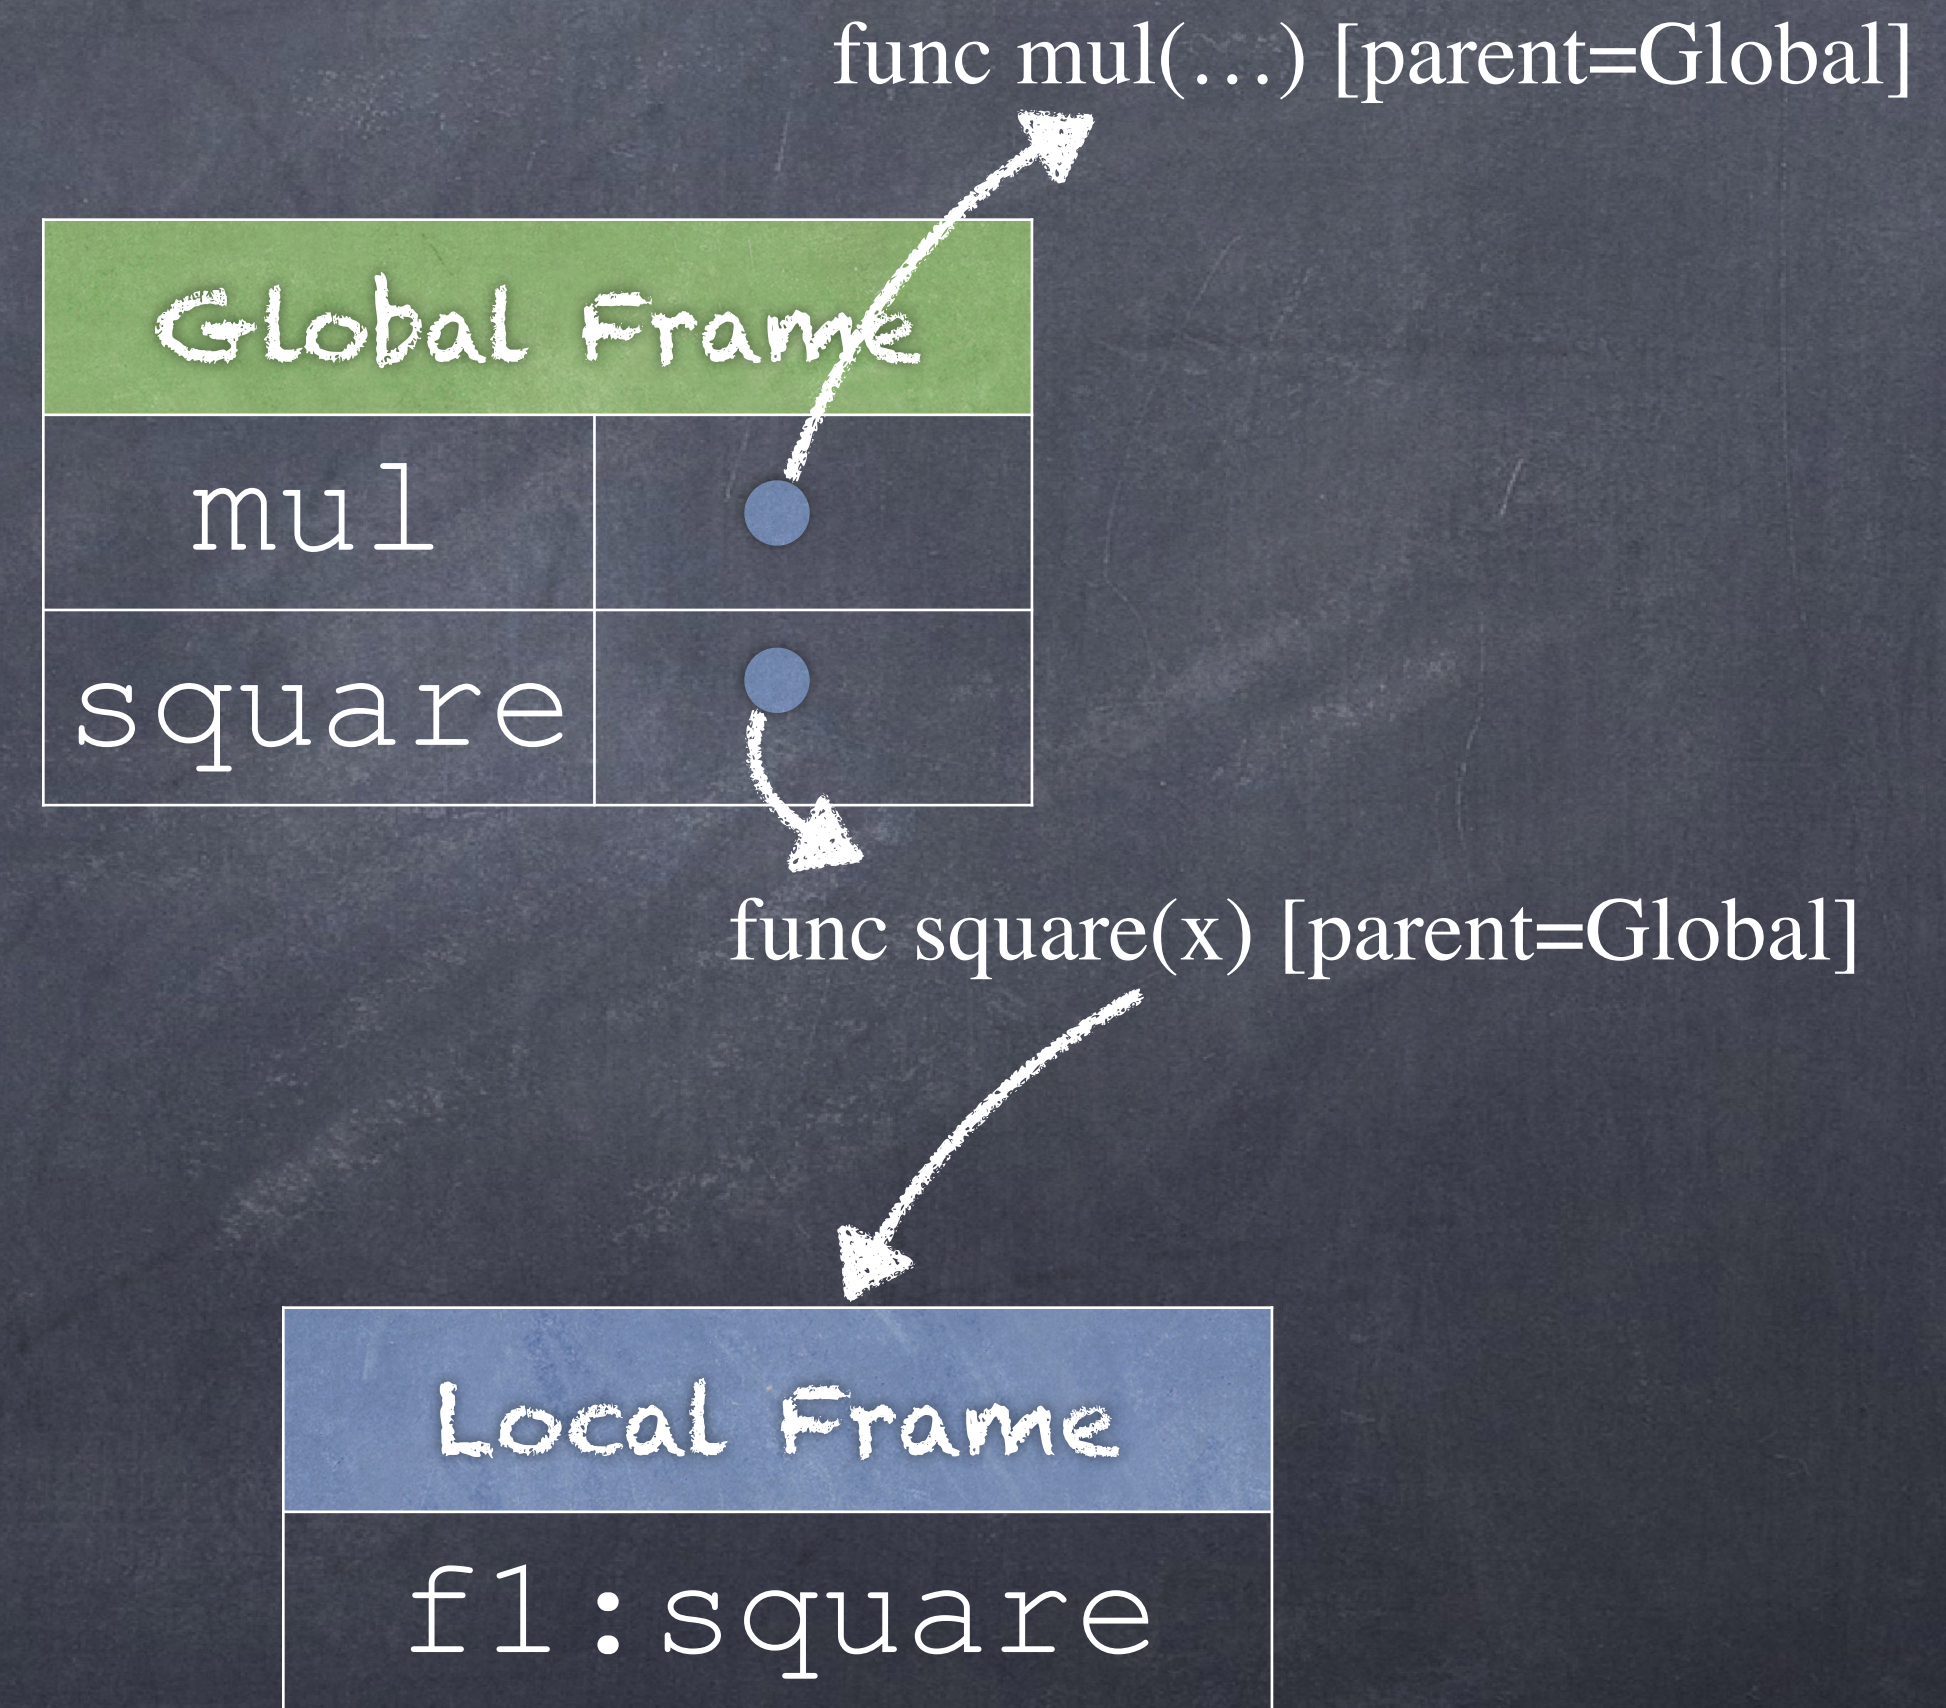 func mul(…) [parent=Global]
Global Frame
mul
square
func square(x) [parent=Global]
Local Frame
f1:square